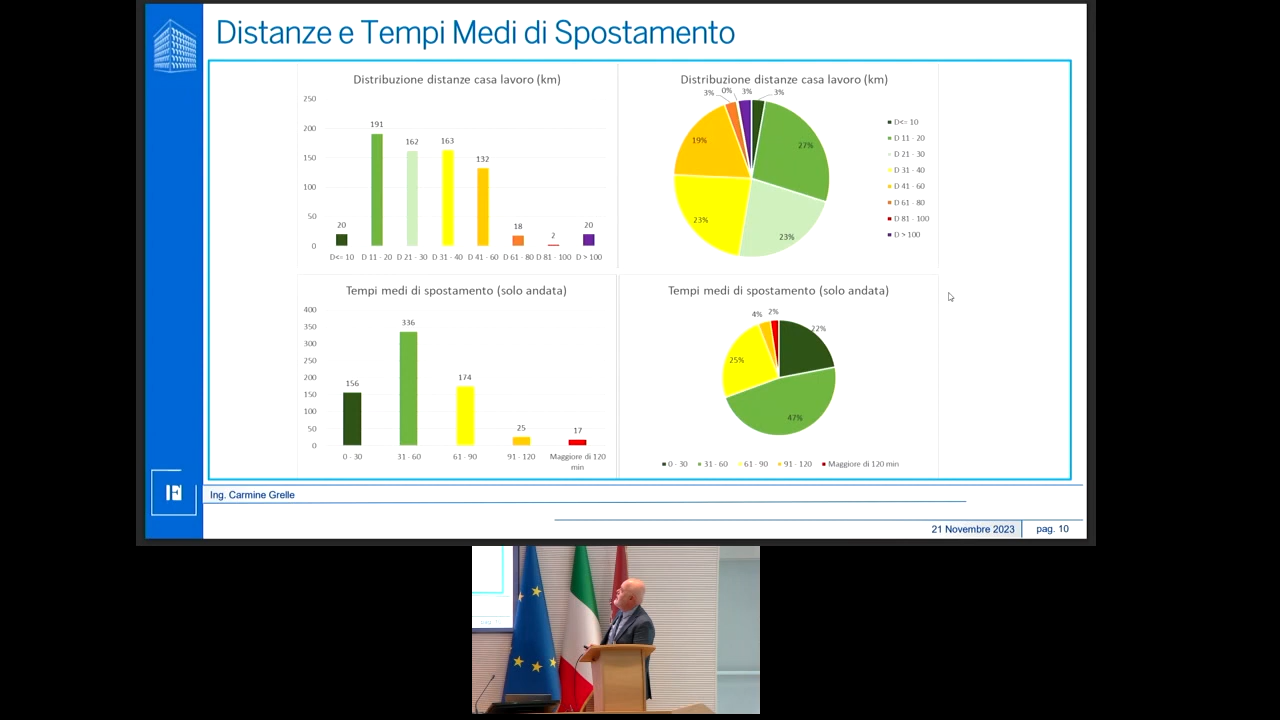 Distanze e Tempi Medi di Spostamento
Distribuzione distanze casa lavoro (km)
250
200
150
100
50
0
20
191
162
163
132
18
2
20
D<= 10 D 11 - 20 D 21 - 30 D 31 - 40 D 41 - 60 D 61 - 80 D 81 - 100 D > 100
Distribuzione distanze casa lavoro (km)
3% 0% 3% 3%
19%
27%
23%
23%
D<= 10
D 11 - 20
D 21 - 30
D 31 - 40
D 41 - 60
D 61 - 80
D 81 - 100
D > 100
Tempi medi di spostamento (solo andata)
400
350
300
250
200
150
100
50
0
156
336
174
25
17
0 - 30 31 - 60 61 - 90 91 - 120 Maggiore di 120
min
Tempi medi di spostamento (solo andata)
4% 2%
22%
25%
47%
0 - 30 31 - 60 61 - 90 91 - 120 Maggiore di 120 min
E
Ing. Carmine Grelle
21 Novembre 2023 pag. 10